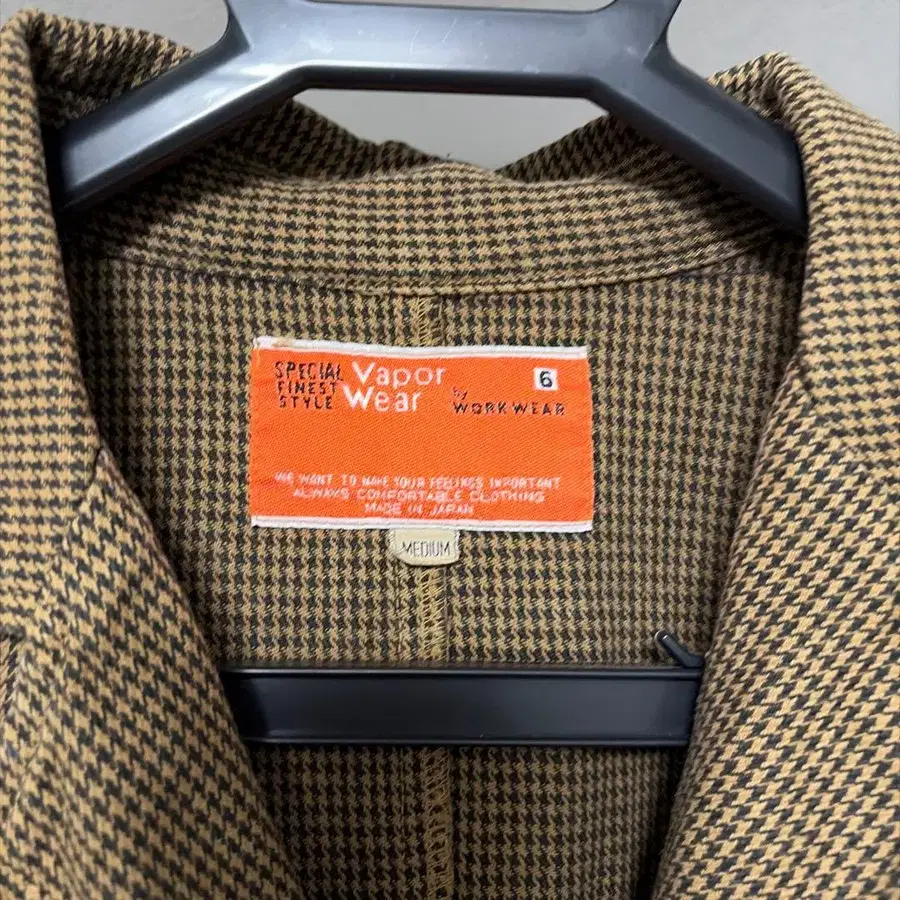 SPECIAL FINEST STYLE
Vapor Wear
by WORKWEAR
6
WE WANT TO MAKE YOUR FEELINGS IMPORTANT
ALWAYS COMFORTABLE CLOTHING
MADE IN JAPAN
MEDIUM